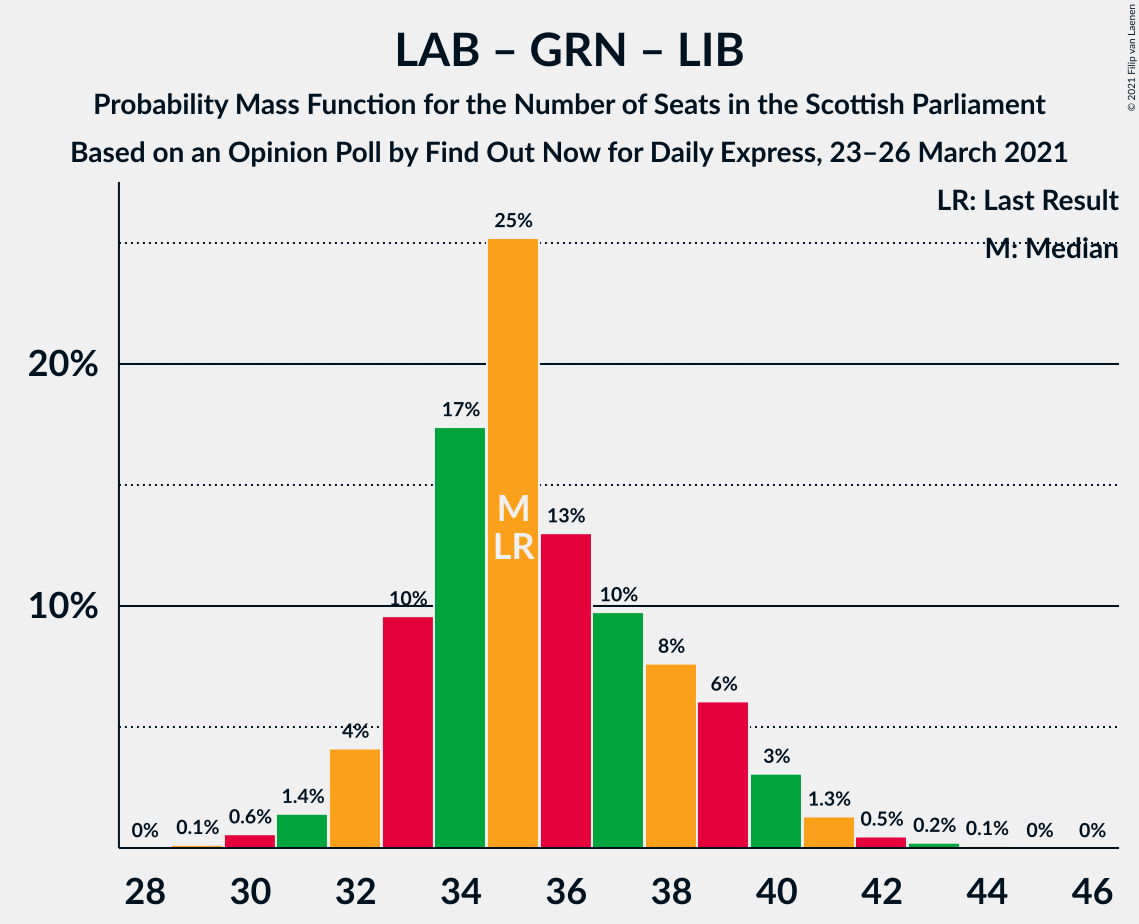 LAB – GRN – LIB
Probability Mass Function for the Number of Seats in the Scottish Parliament
Based on an Opinion Poll by Find Out Now for Daily Express, 23–26 March 2021
© 2021 Filip van Laenen
LR: Last Result
M: Median
20%
10%
0%
0.1%
0.6%
1.4%
4%
10%
17%
25%
M
LR
13%
10%
8%
6%
3%
1.3%
0.5%
0.2%
0.1%
0%
0%
28 30 32 34 36 38 40 42 44 46